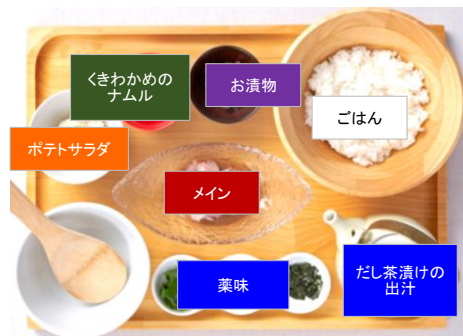 くきわかめの
ナムル
お漬物
ごはん
ポテトサラダ
メイン
薬味
だし茶漬けの
出汁